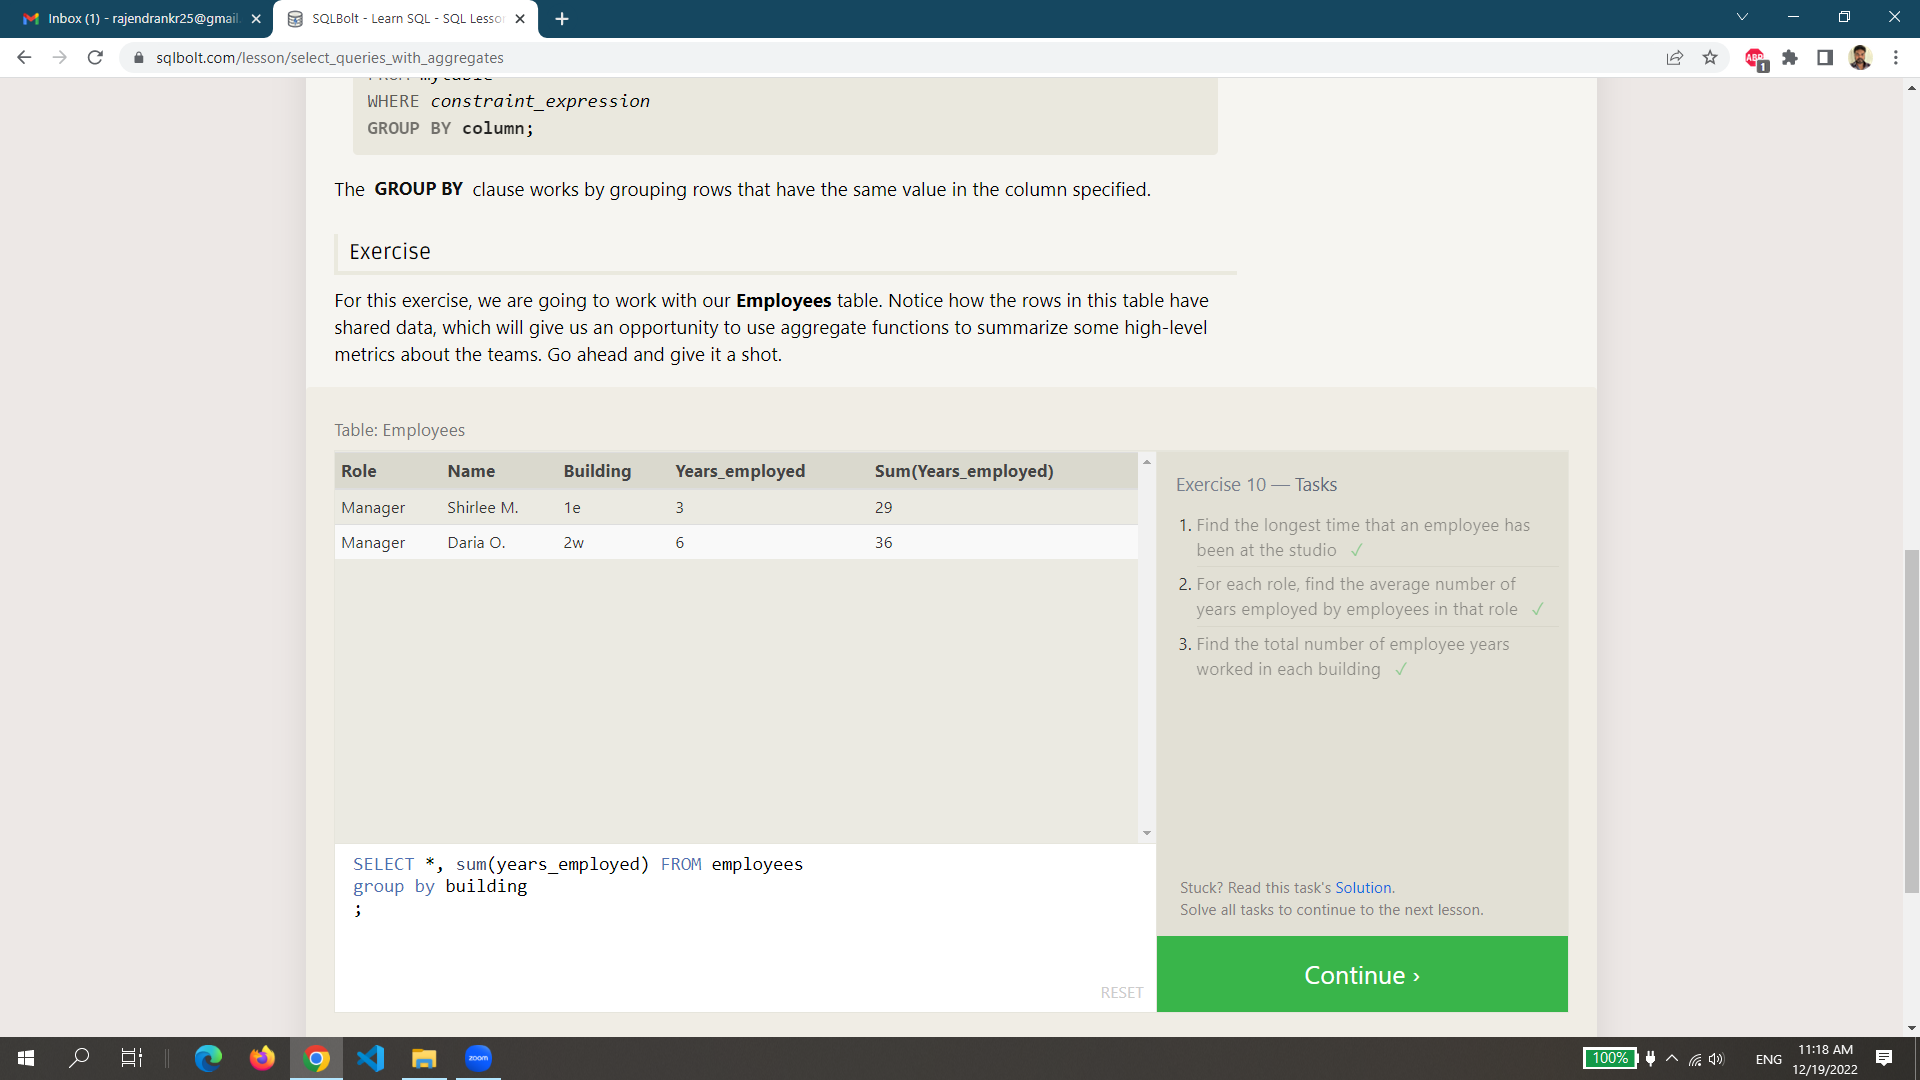 Inbox (1) - rajendrankr25@gmail.
SQLBolt - Learn SQL - SQL Lesso
sqlbolt.com/lesson/select_queries_with_aggregates
ABP
1
FROM mytable
WHERE constraint_expression
GROUP BY column;
The GROUP BY clause works by grouping rows that have the same value in the column specified.
Exercise
For this exercise, we are going to work with our Employees table. Notice how the rows in this table have
shared data, which will give us an opportunity to use aggregate functions to summarize some high-level
metrics about the teams. Go ahead and give it a shot.
Table: Employees
Role Name Building Years_employed Sum(Years_employed)
Manager Shirlee M. 1e 3 29
Manager Daria O. 2w 6 36
SELECT *, sum(years_employed) FROM employees
group by building
;
RESET
Exercise 10 — Tasks
1. Find the longest time that an employee has
been at the studio ✓
2. For each role, find the average number of
years employed by employees in that role ✓
3. Find the total number of employee years
worked in each building ✓
Stuck? Read this task's Solution.
Solve all tasks to continue to the next lesson.
Continue ›
zoom
100%
ENG
11:18 AM
12/19/2022